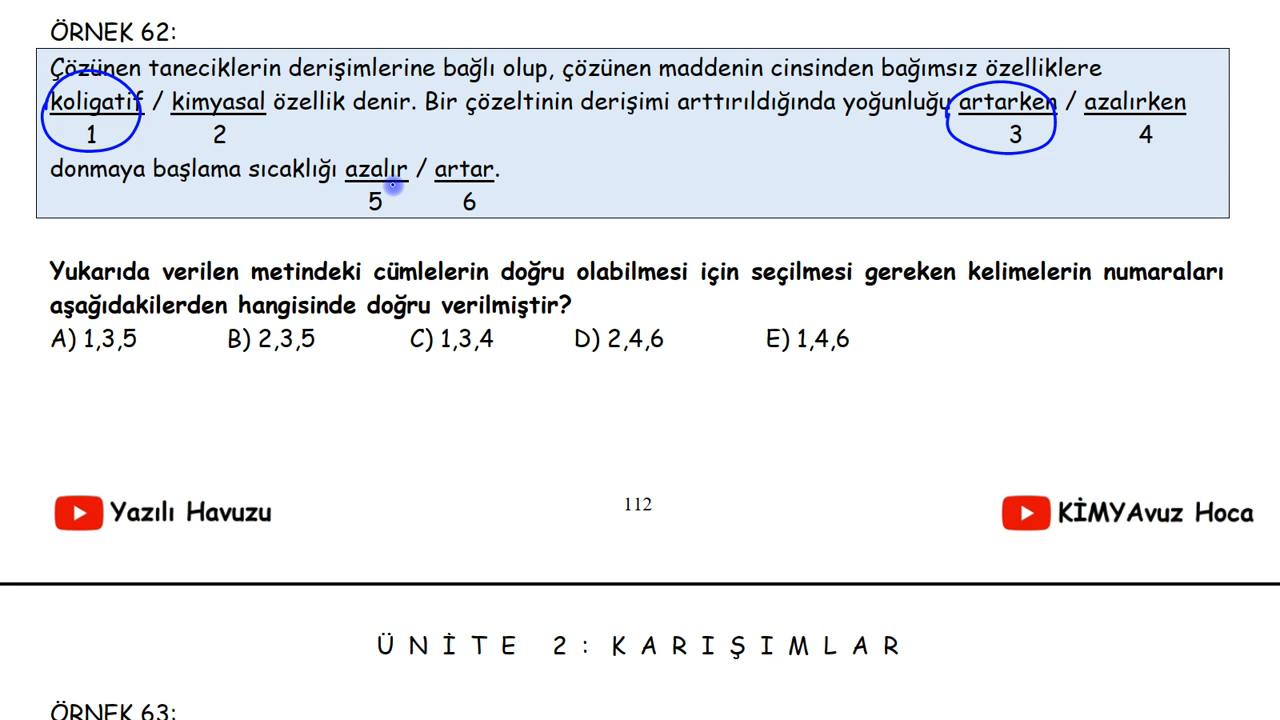 ÖRNEK 62:
Çözünen taneciklerin derişimlerine bağlı olup, çözünen maddenin cinsinden bağımsız özelliklere
koligatif / kimyasal özellik denir. Bir çözeltinin derişimi arttırıldığında yoğunluğu artarken / azalırken
1 2 3 4
donmaya başlama sıcaklığı azalır / artar.
5 6
Yukarıda verilen metindeki cümlelerin doğru olabilmesi için seçilmesi gereken kelimelerin numaraları
aşağıdakilerden hangisinde doğru verilmiştir?
A) 1,3,5 B) 2,3,5 C) 1,3,4 D) 2,4,6 E) 1,4,6
Yazılı Havuzu 112 KİMYAvuz Hoca
ÜNİTE 2: KARIŞIMLAR
ÖRNEK 63: